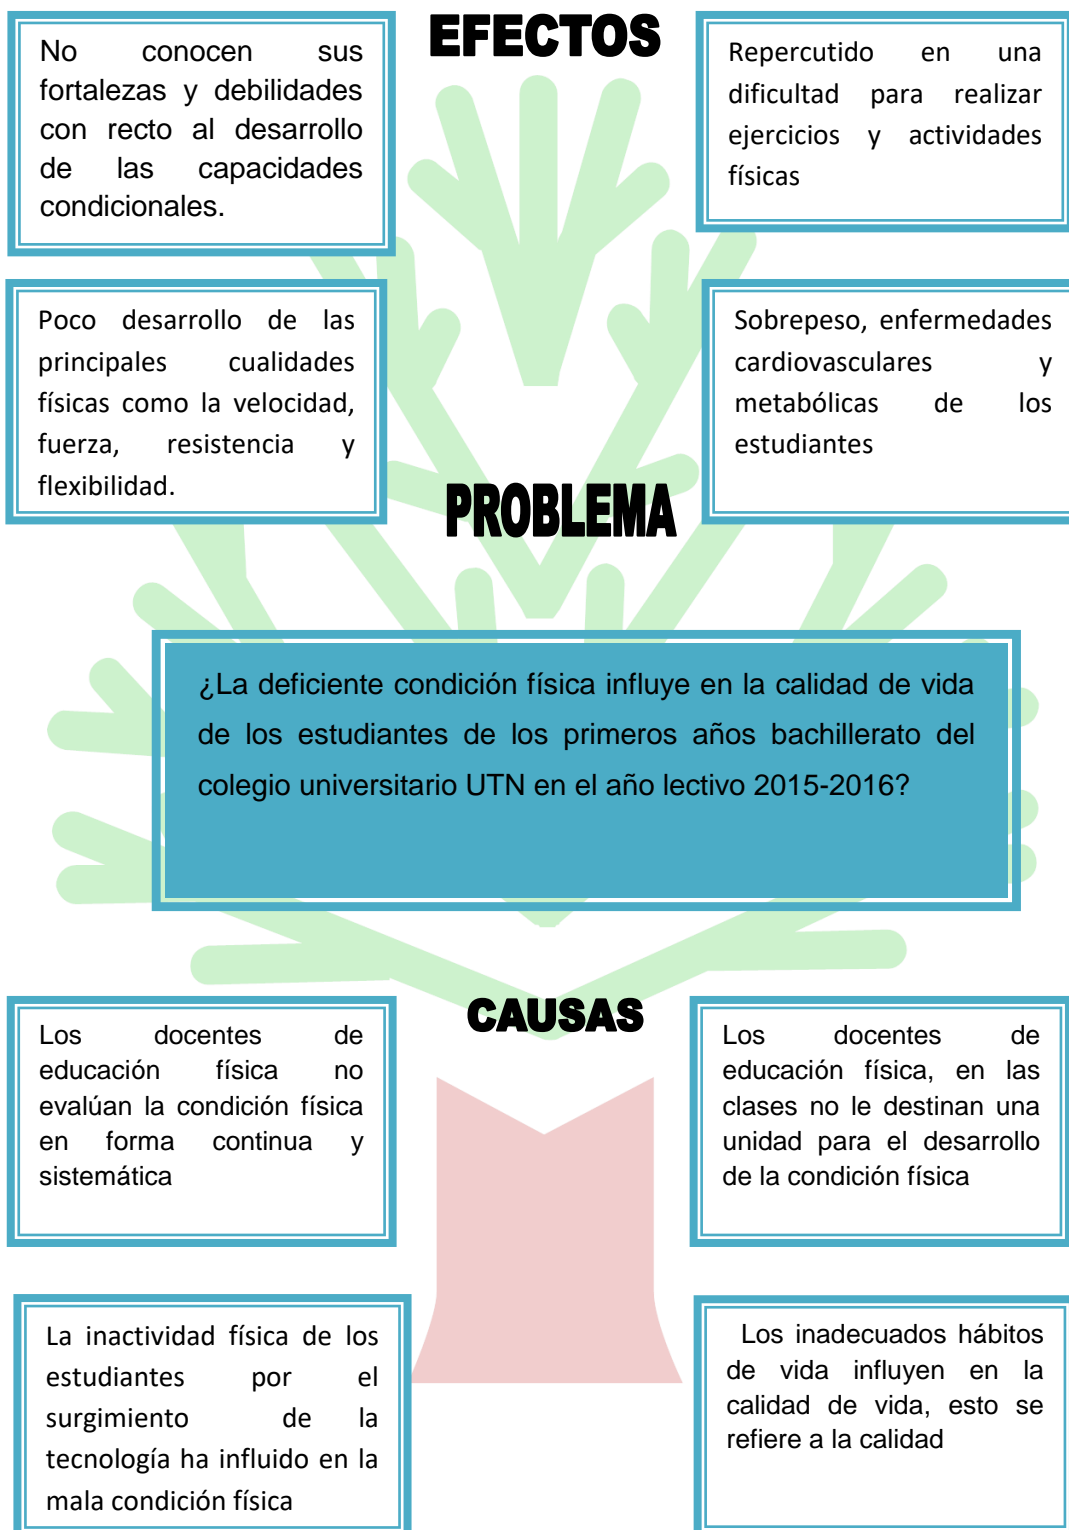 EFECTOS
No conocen sus
fortalezas y debilidades
con recto al desarrollo
de las capacidades
condicionales.
Repercutido en una
dificultad para realizar
ejercicios y actividades
físicas
Poco desarrollo de las
principales cualidades
físicas como la velocidad,
fuerza, resistencia y
flexibilidad.
Sobrepeso, enfermedades
cardiovasculares y
metabólicas de los
estudiantes
PROBLEMA
¿La deficiente condición física influye en la calidad de vida
de los estudiantes de los primeros años bachillerato del
colegio universitario UTN en el año lectivo 2015-2016?
CAUSAS
Los docentes de
educación física no
evalúan la condición física
en forma continua y
sistemática
Los docentes de
educación física, en las
clases no le destinan una
unidad para el desarrollo
de la condición física
La inactividad física de los
estudiantes por el
surgimiento de la
tecnología ha influido en la
mala condición física
Los inadecuados hábitos
de vida influyen en la
calidad de vida, esto se
refiere a la calidad